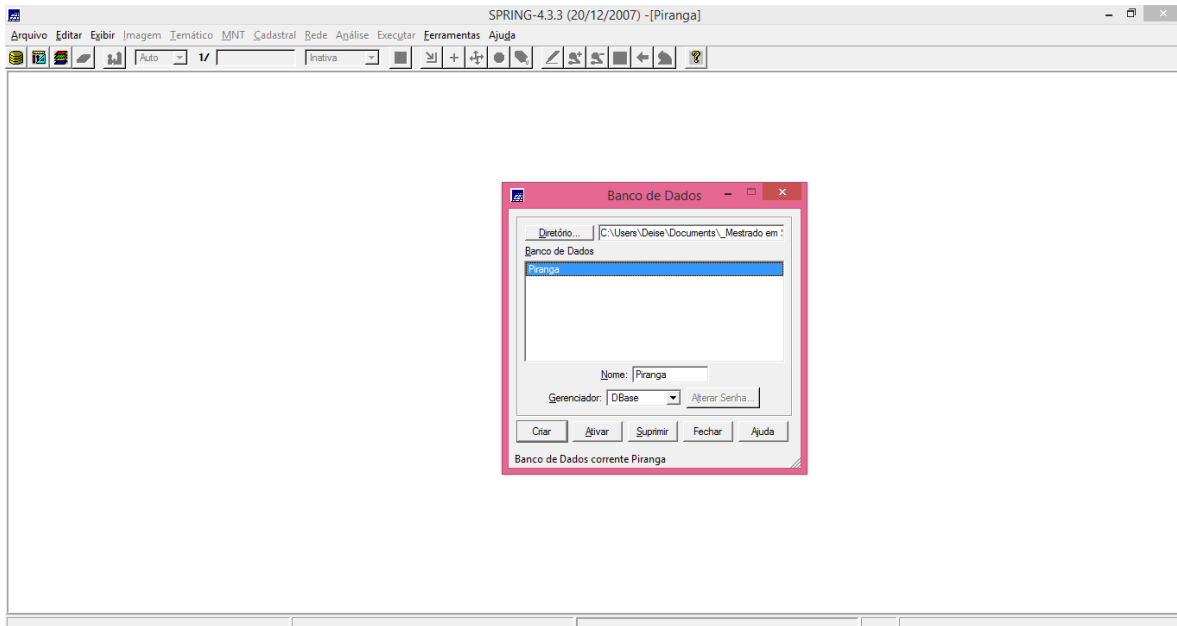 SPRING-4.3.3 (20/12/2007) -[Piranga]
Arquivo Editar Exibir Imagem Temático MNT Cadastral Rede Análise Executar Ferramentas Ajuda
Auto 1/ Inativa
Banco de Dados
Diretório... C:\Users\Deise\Documents\_Mestrado em
Banco de Dados
Piranga
Nome: Piranga
Gerenciador: DBase Alterar Senha...
Criar Ativar Suprimir Fechar Ajuda
Banco de Dados corrente Piranga